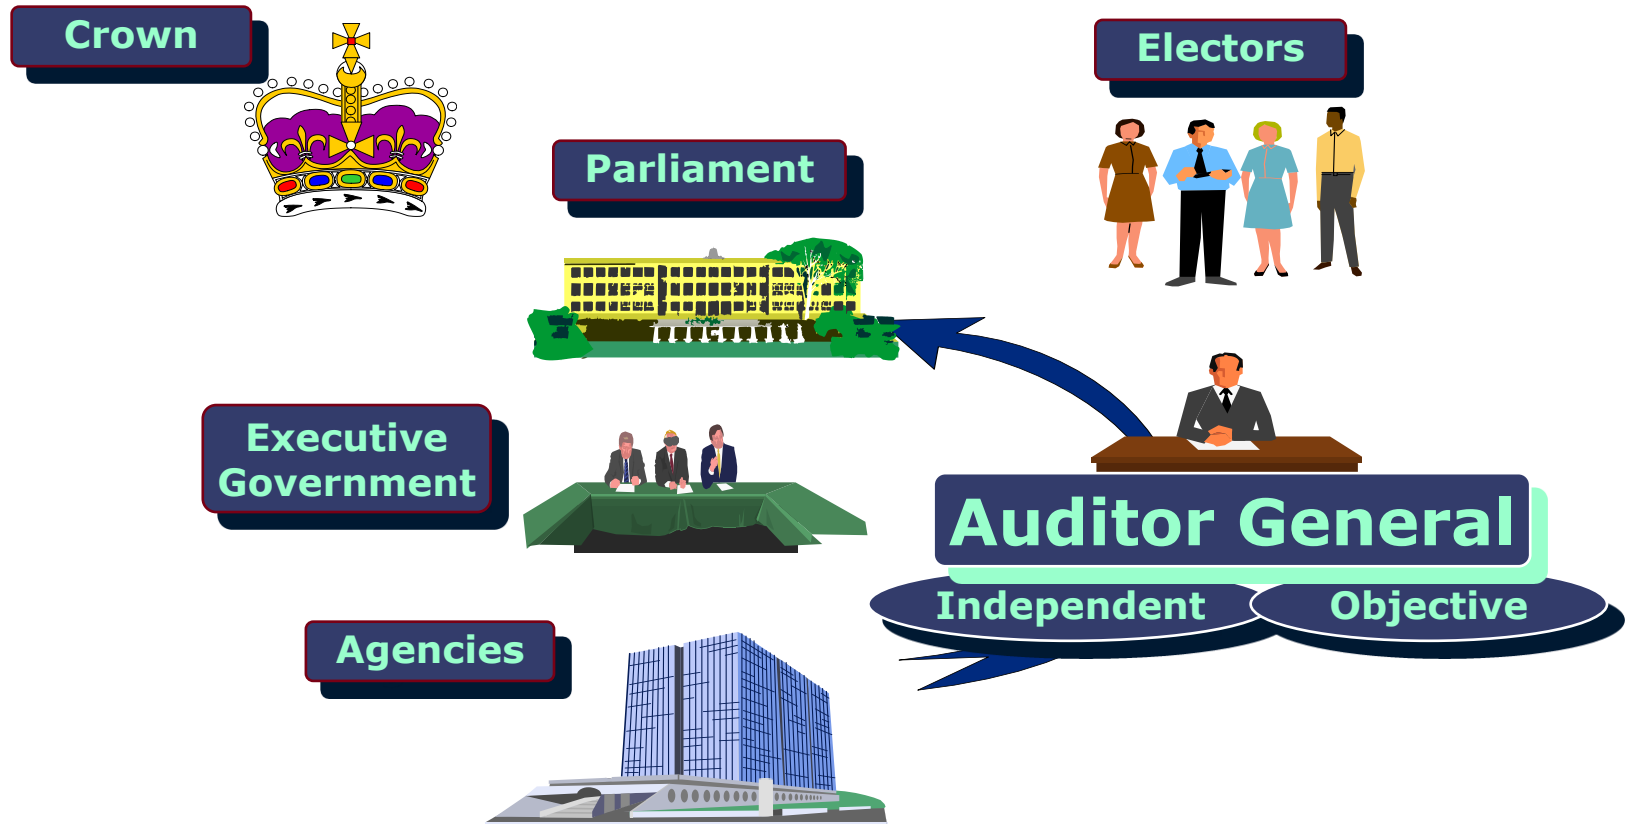 Crown
Electors
Parliament
Executive
Government
Auditor General
Independent
Objective
Agencies